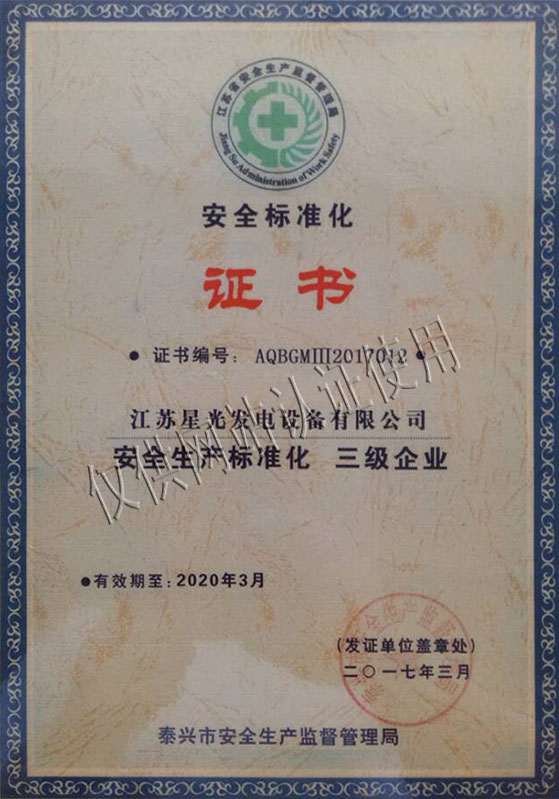 江苏省安全生产监督管理局
Jiang Su Administration of Work Safety
安全标准化
证书
●证书编号：AQBGMIII2017012●
江苏星光发电设备有限公司
安全生产标准化 三级企业
仅供网站认证使用
●有效期至：2020年3月
(发证单位盖章处)
二〇一七年三月
泰兴市安全生产监督管理局